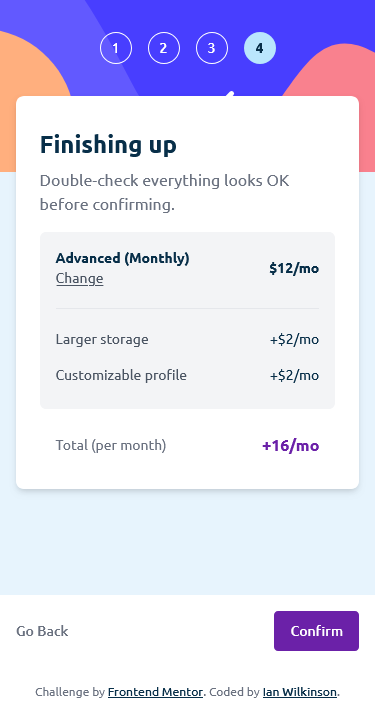 1 2 3 4
Finishing up
Double-check everything looks OK
before confirming.
Advanced (Monthly)
$12/mo
Change
Larger storage +$2/mo
Customizable profile +$2/mo
Total (per month) +16/mo
Go Back Confirm
Challenge by Frontend Mentor. Coded by Ian Wilkinson.